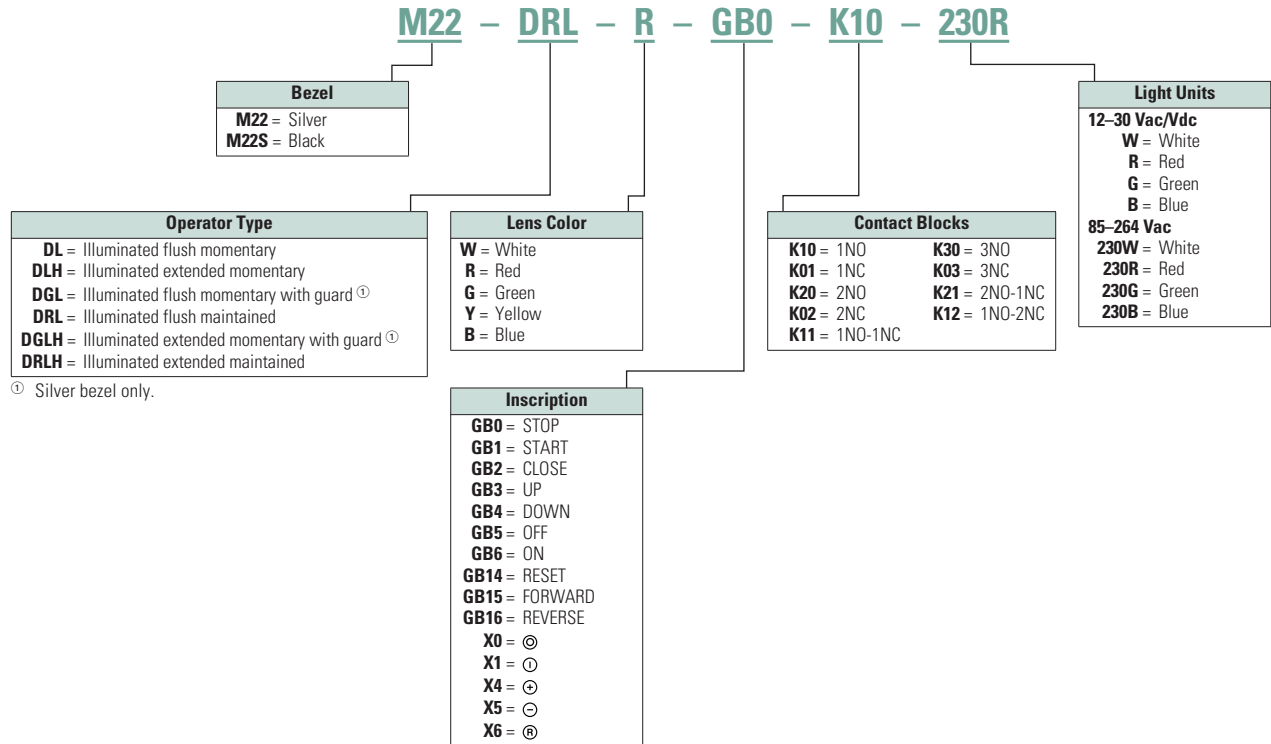 M22 – DRL – R – GB0 – K10 – 230R
Bezel
M22 = Silver
M22S = Black
Operator Type
DL = Illuminated flush momentary
DLH = Illuminated extended momentary
DGL = Illuminated flush momentary with guard ①
DRL = Illuminated flush maintained
DGLH = Illuminated extended momentary with guard ①
DRLH = Illuminated extended maintained
① Silver bezel only.
Lens Color
W = White
R = Red
G = Green
Y = Yellow
B = Blue
Inscription
GB0 = STOP
GB1 = START
GB2 = CLOSE
GB3 = UP
GB4 = DOWN
GB5 = OFF
GB6 = ON
GB14 = RESET
GB15 = FORWARD
GB16 = REVERSE
X0 = ◎
X1 = ⏼
X4 = ⊕
X5 = ⊖
X6 = ®
Contact Blocks
K10 = 1NO K30 = 3NO
K01 = 1NC K03 = 3NC
K20 = 2NO K21 = 2NO-1NC
K02 = 2NC K12 = 1NO-2NC
K11 = 1NO-1NC
Light Units
12–30 Vac/Vdc
W = White
R = Red
G = Green
B = Blue
85–264 Vac
230W = White
230R = Red
230G = Green
230B = Blue